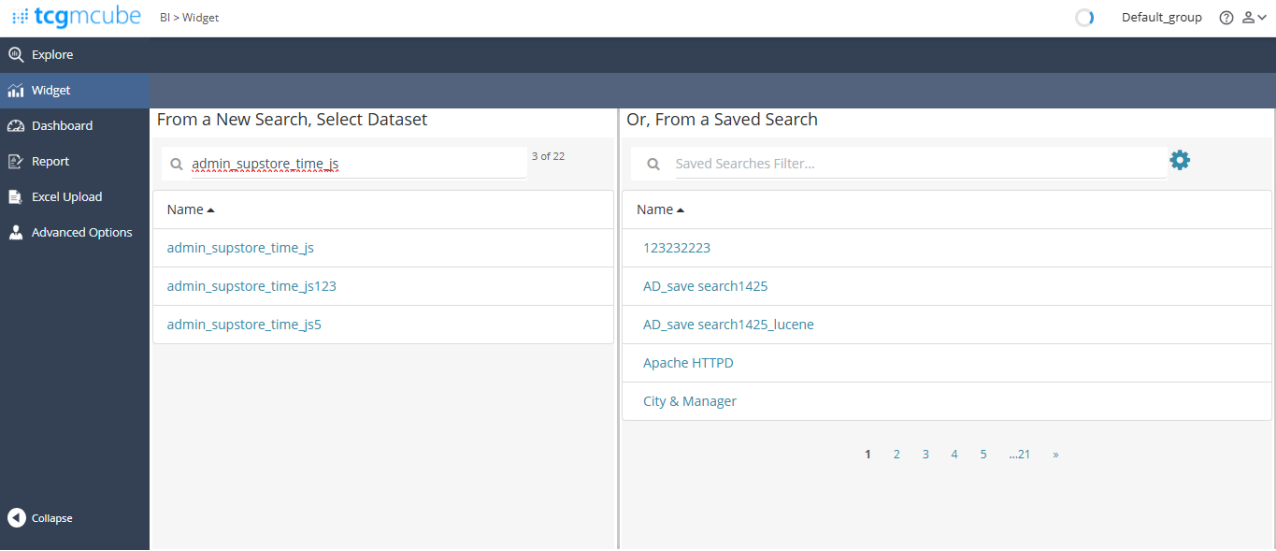 tcgmcube BI > Widget Default_group
Explore
Widget
Dashboard
Report
Excel Upload
Advanced Options
Collapse
From a New Search, Select Dataset
admin_supstore_time_js 3 of 22
Name
admin_supstore_time_js
admin_supstore_time_js123
admin_supstore_time_js5
Or, From a Saved Search
Saved Searches Filter...
Name
123232223
AD_save search1425
AD_save search1425_lucene
Apache HTTPD
City & Manager
1 2 3 4 5 ...21 »